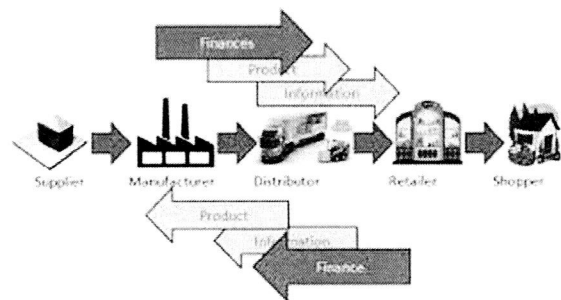 Finances
Product
Information
Supplier
Manufacturer
Distributor
Retailer
Shopper
Product
Information
Finance